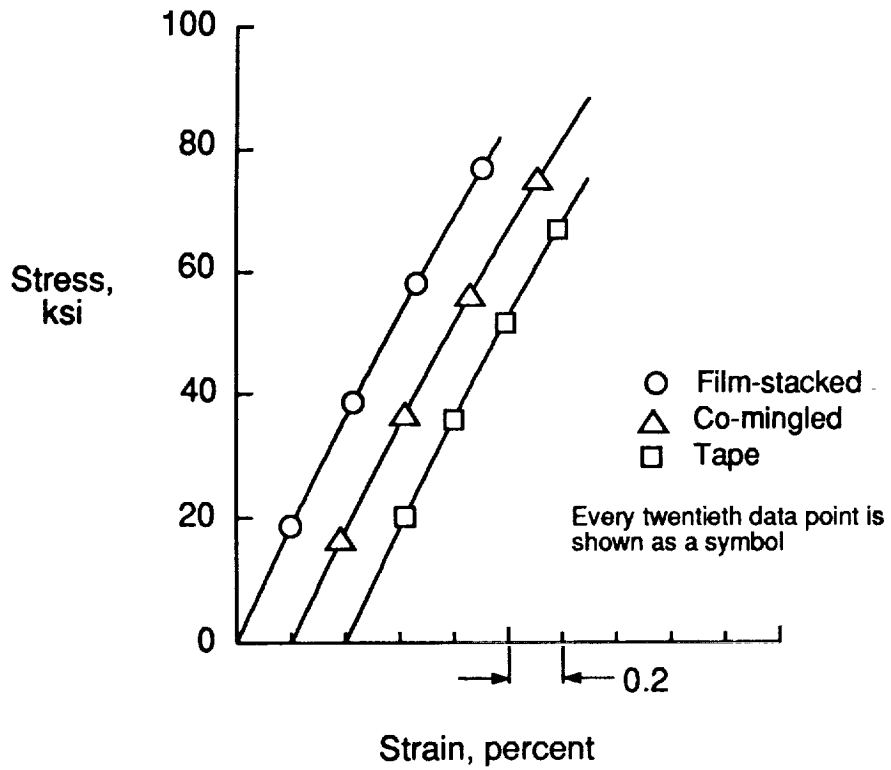 100
80
60
Stress,
ksi
40
20
0
Film-stacked
Co-mingled
Tape
Every twentieth data point is
shown as a symbol
0.2
Strain, percent